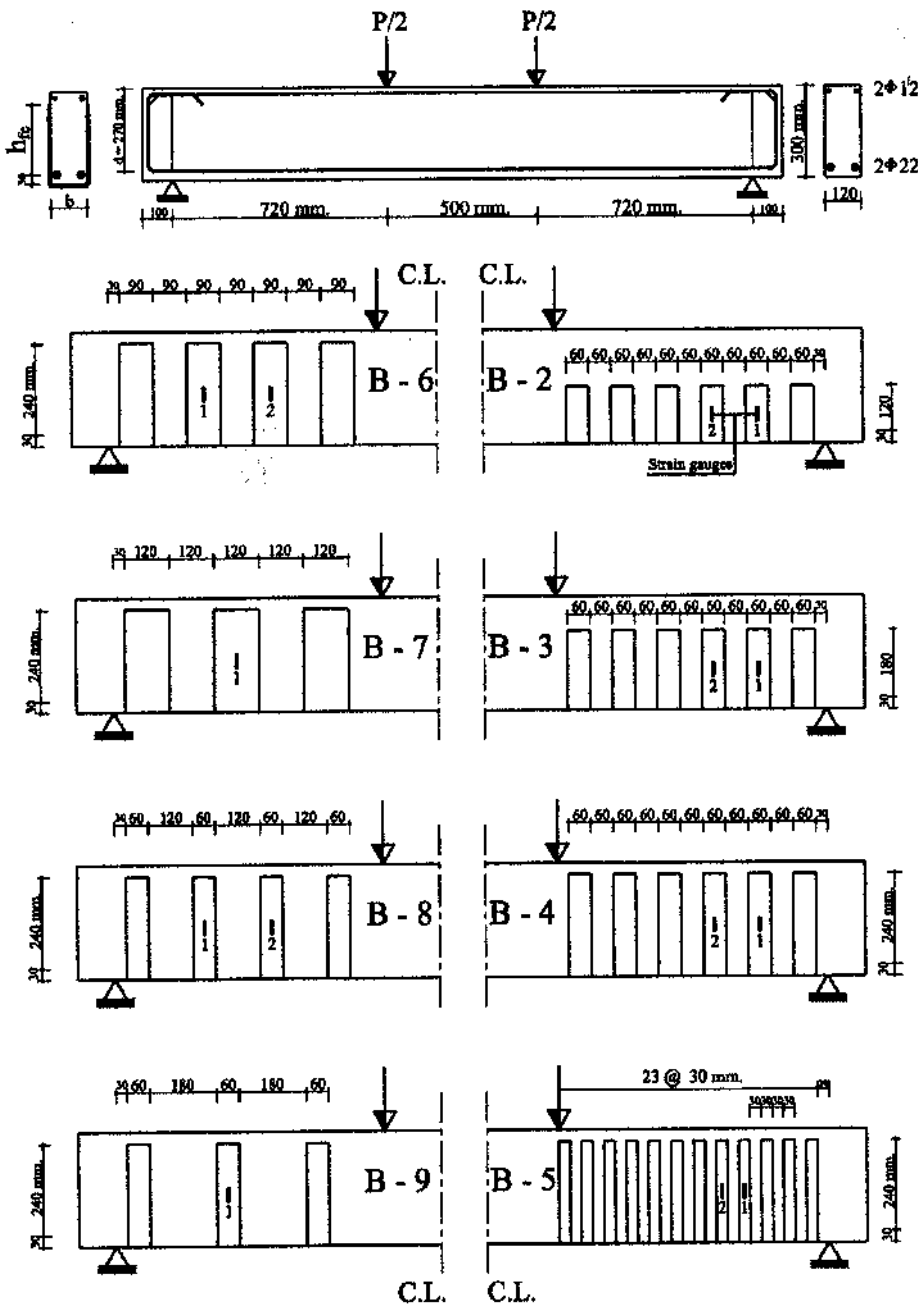 P/2 P/2
2Φ12
h_fc
d = 270 mm.
300 mm.
2Φ22
b
100 720 mm. 500 mm. 720 mm. 100
120
C.L. C.L.
90 90 90 90 90 90 90
60 60 60 60 60 60 60 60 60 60 60 30
B - 6 B - 2
240 mm.
30
1 2
2 1
120
30
Strain gauges
30 120 120 120 120 120
60 60 60 60 60 60 60 60 60 60 60 30
B - 7 B - 3
240 mm.
30
1
2 1
180
30
30 60 120 60 120 60 120 60
60 60 60 60 60 60 60 60 60 60 60 30
B - 8 B - 4
240 mm.
30
1 2
2 1
240 mm.
30
23 @ 30 mm.
30 60 180 60 180 60
30 30 30 30
B - 9 B - 5
240 mm.
30
1
2 1
240 mm.
30
C.L. C.L.